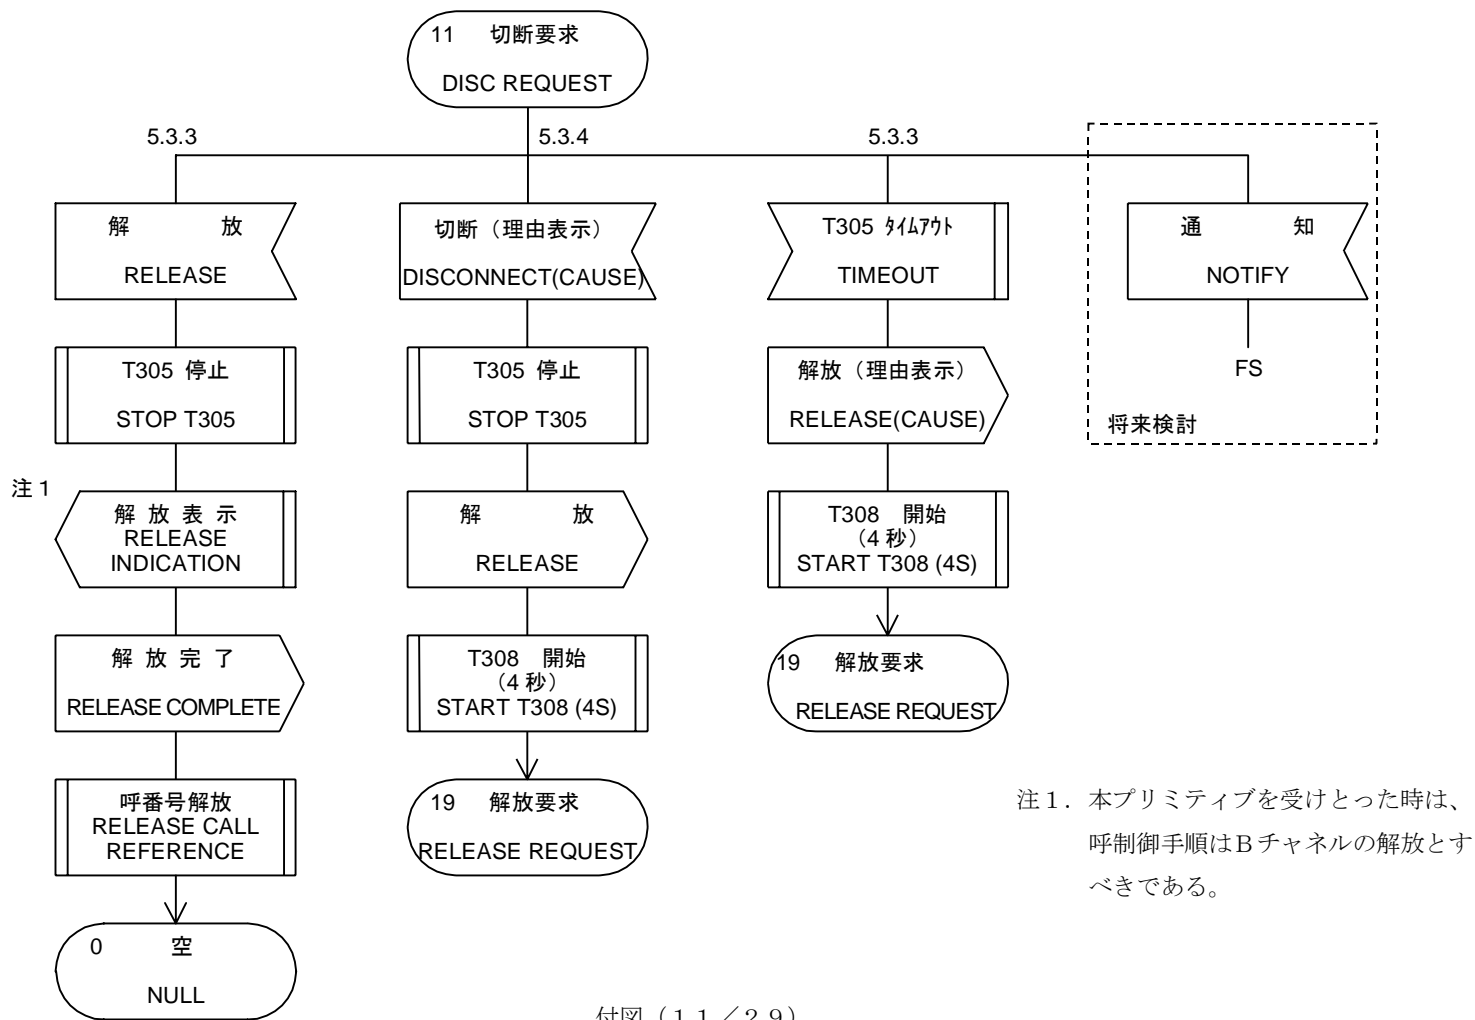 11 切断要求
DISC REQUEST
5.3.3
5.3.4
5.3.3
解 放
RELEASE
切断（理由表示）
DISCONNECT(CAUSE)
T305 ﾀｲﾑｱｳﾄ
TIMEOUT
通 知
NOTIFY
T305 停止
STOP T305
T305 停止
STOP T305
解放（理由表示）
RELEASE(CAUSE)
FS
将来検討
注１
解 放 表 示
RELEASE
INDICATION
解 放
RELEASE
T308 開始
（4 秒）
START T308 (4S)
解 放 完 了
RELEASE COMPLETE
T308 開始
（4 秒）
START T308 (4S)
19 解放要求
RELEASE REQUEST
呼番号解放
RELEASE CALL
REFERENCE
19 解放要求
RELEASE REQUEST
注１．本プリミティブを受けとった時は、
呼制御手順はＢチャネルの解放とす
べきである。
0 空
NULL
付図（１１／２９）